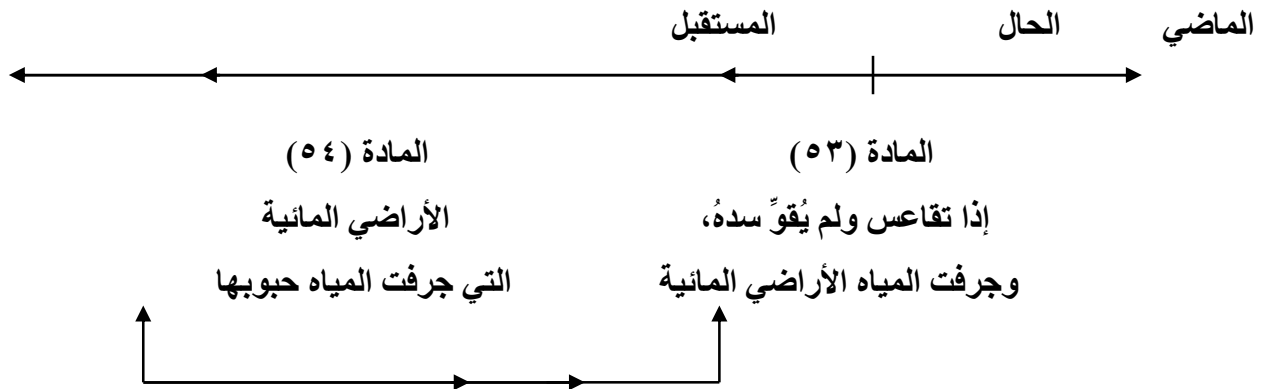 الماضي الحال المستقبل
المادة (٥٣)
إذا تقاعس ولم يُقوِّ سدهُ،
وجرفت المياه الأراضي المائية
المادة (٥٤)
الأراضي المائية
التي جرفت المياه حبوبها